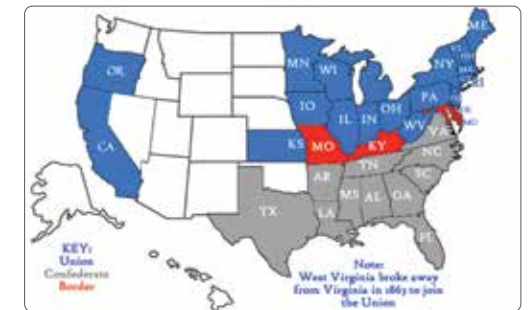 ME
OR
MN
WI
NY
IO
PA
IL
IN
OH
WV
CA
KS
MO
KY
VA
TN
NC
AR
SC
MS
AL
GA
TX
LA
FL
KEY:
Union
Confederate
Border
Note:
West Virginia broke away
from Virginia in 1863 to join
the Union